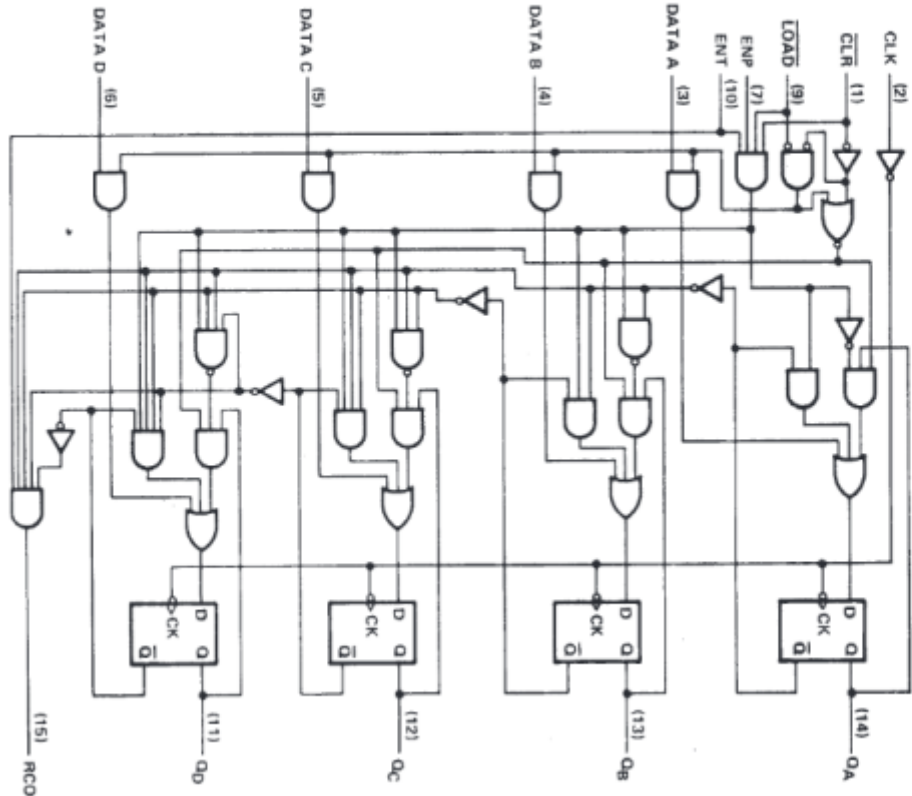 CLK (2)
CLR (1)
LOAD (9)
ENP (7)
ENT (10)
DATA A (3)
DATA B (4)
DATA C (5)
DATA D (6)
D
CK
Q
Q
D
CK
Q
Q
D
CK
Q
Q
D
CK
Q
Q
(14) QA
(13) QB
(12) QC
(11) QD
(15) RCO